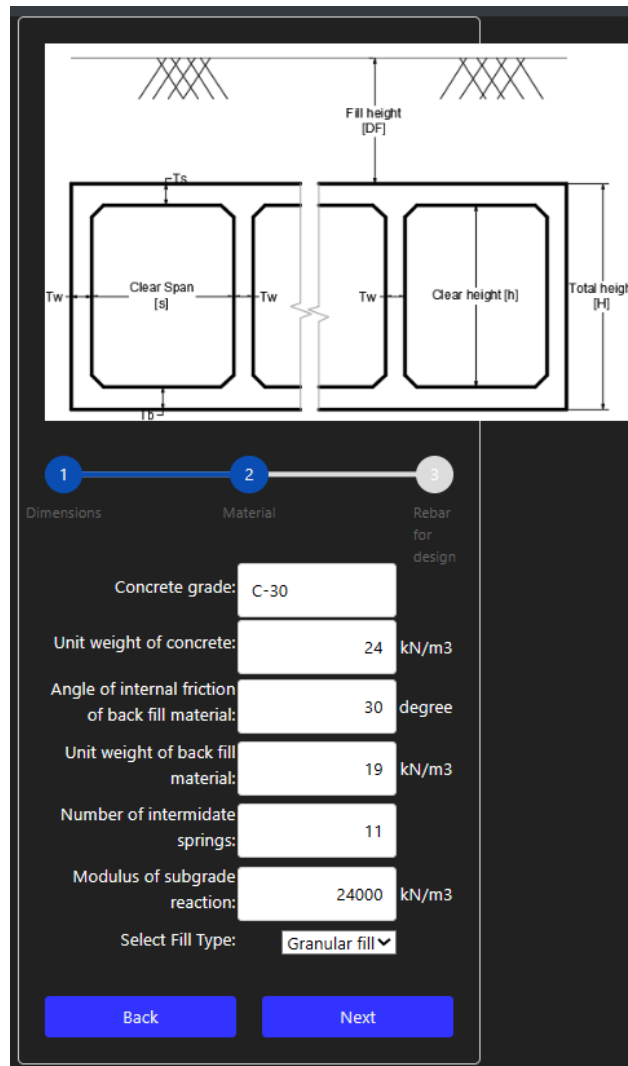 Fill height
[DF]
Ts
Tw
Clear Span
[s]
Tw
Tw
Clear height [h]
Total heigh
[H]
Tb
1
2
3
Dimensions
Material
Rebar
for
design
Concrete grade:
C-30
Unit weight of concrete:
24
kN/m3
Angle of internal friction
of back fill material:
30
degree
Unit weight of back fill
material:
19
kN/m3
Number of intermidate
springs:
11
Modulus of subgrade
reaction:
24000
kN/m3
Select Fill Type:
Granular fill
Back
Next